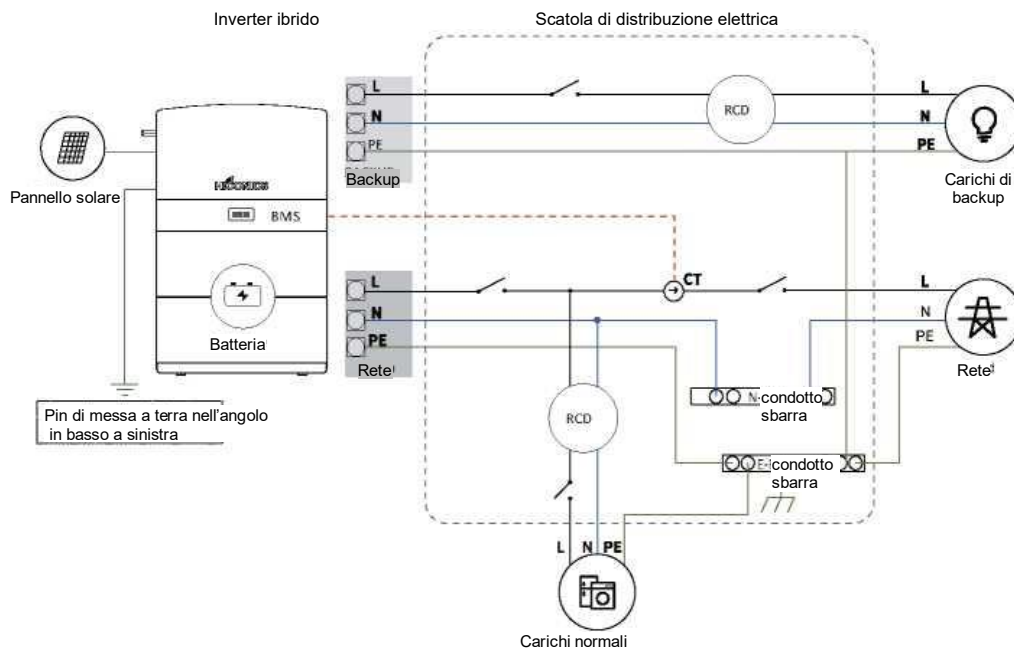 Inverter ibrido
Scatola di distribuzione elettrica
L
N
PE
Backup
RCD
L
N
PE
Carichi di
backup
Pannello solare
HICONICS
BMS
Batteria
L
N
PE
Rete
CT
L
N
PE
Rete
N-
condotto
sbarra
E-
condotto
sbarra
RCD
Pin di messa a terra nell'angolo
in basso a sinistra
L N PE
Carichi normali